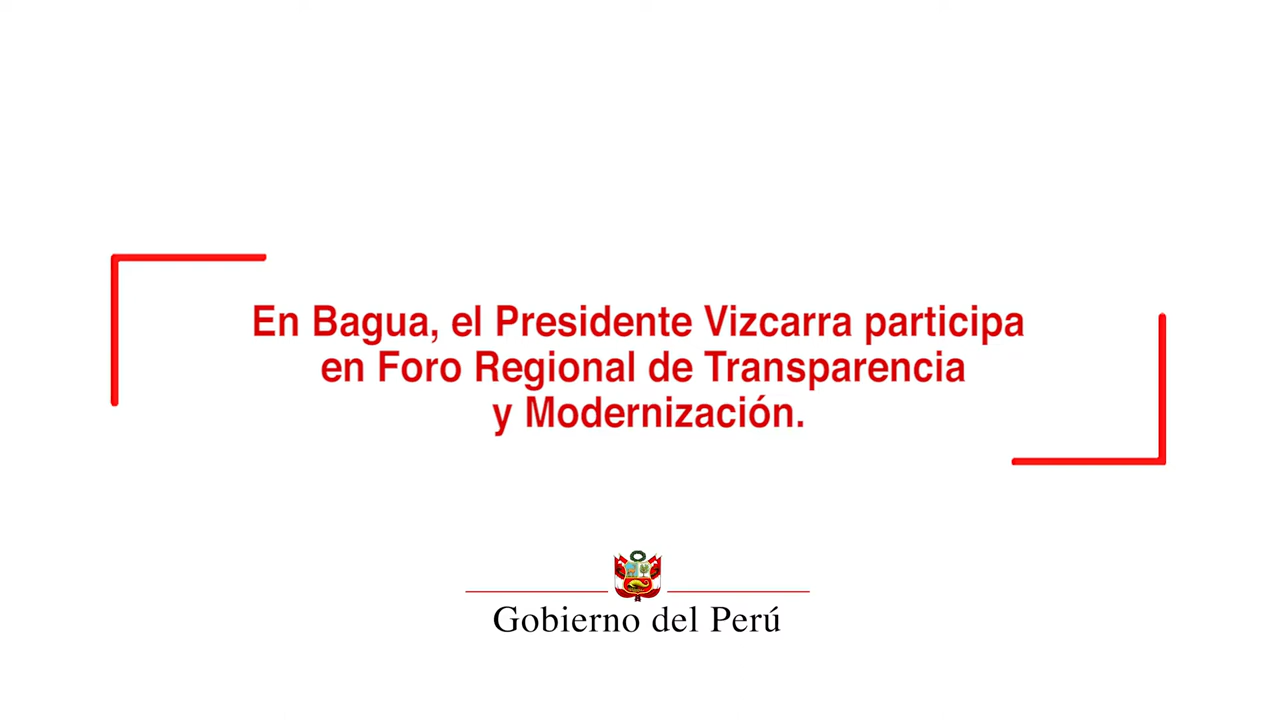 En Bagua, el Presidente Vizcarra participa
en Foro Regional de Transparencia
y Modernización.
Gobierno del Perú